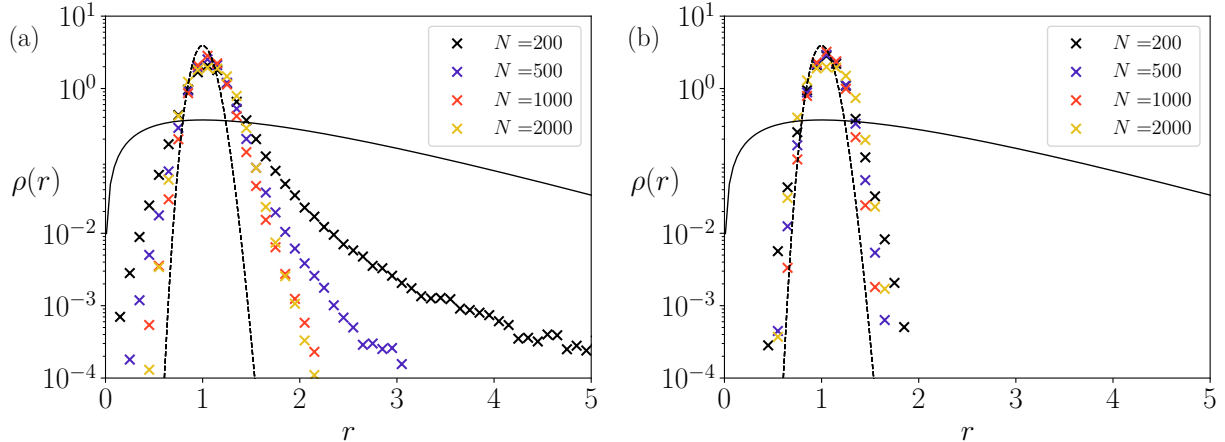 (a)
10^1
10^0
ρ(r)
10^{-2}
10^{-3}
10^{-4}
0 1 2 3 4 5
r
N =200
N =500
N =1000
N =2000
(b)
10^1
10^0
ρ(r)
10^{-2}
10^{-3}
10^{-4}
0 1 2 3 4 5
r
N =200
N =500
N =1000
N =2000